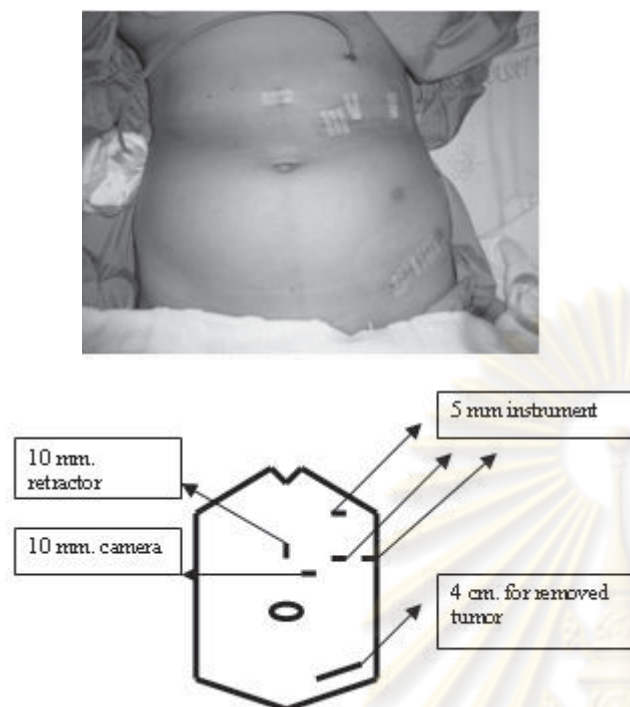 5 mm instrument
10 mm.
retractor
10 mm. camera
4 cm. for removed
tumor